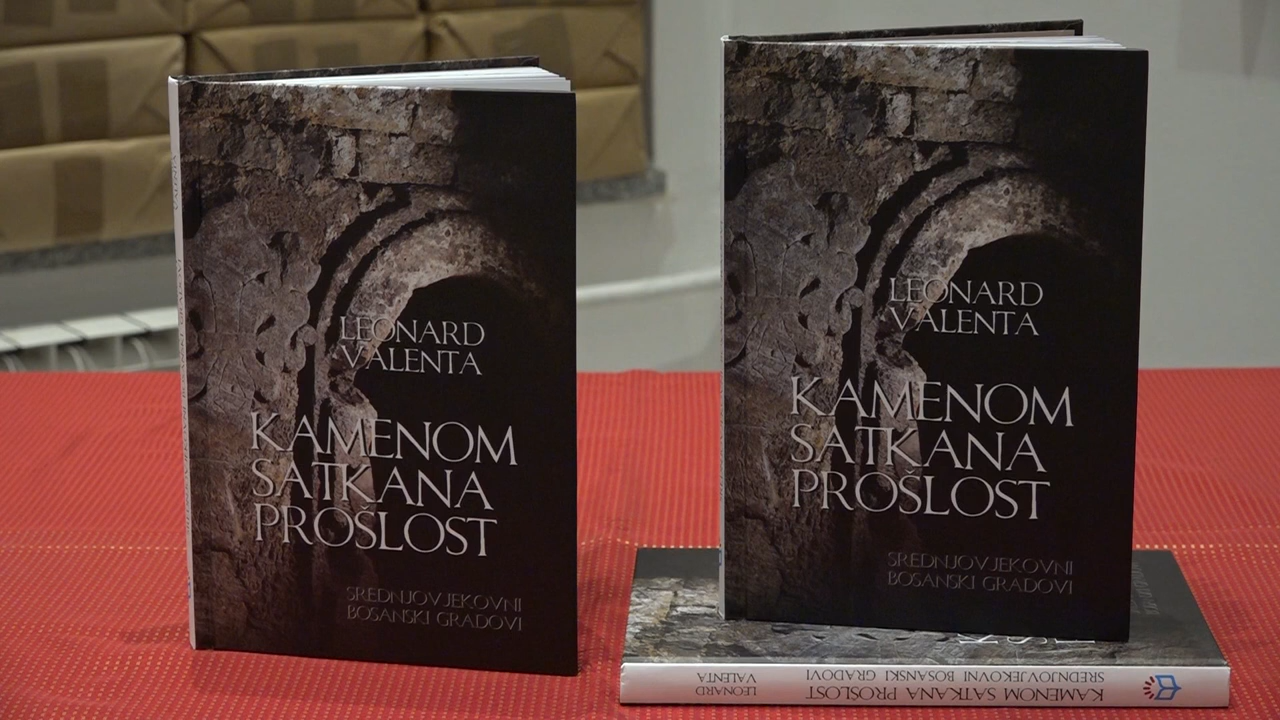 LEONARD
VALENTA
KAMENOM
SATKANA
PROŠLOST
SREDNJOVJEKOVNI
BOSANSKI GRADOVI
LEONARD
VALENTA
KAMENOM
SATKANA
PROŠLOST
SREDNJOVJEKOVNI
BOSANSKI GRADOVI
LEONARD
VALENTA
KAMENOM SATKANA PROŠLOST
SREDNJOVJEKOVNI BOSANSKI GRADOVI